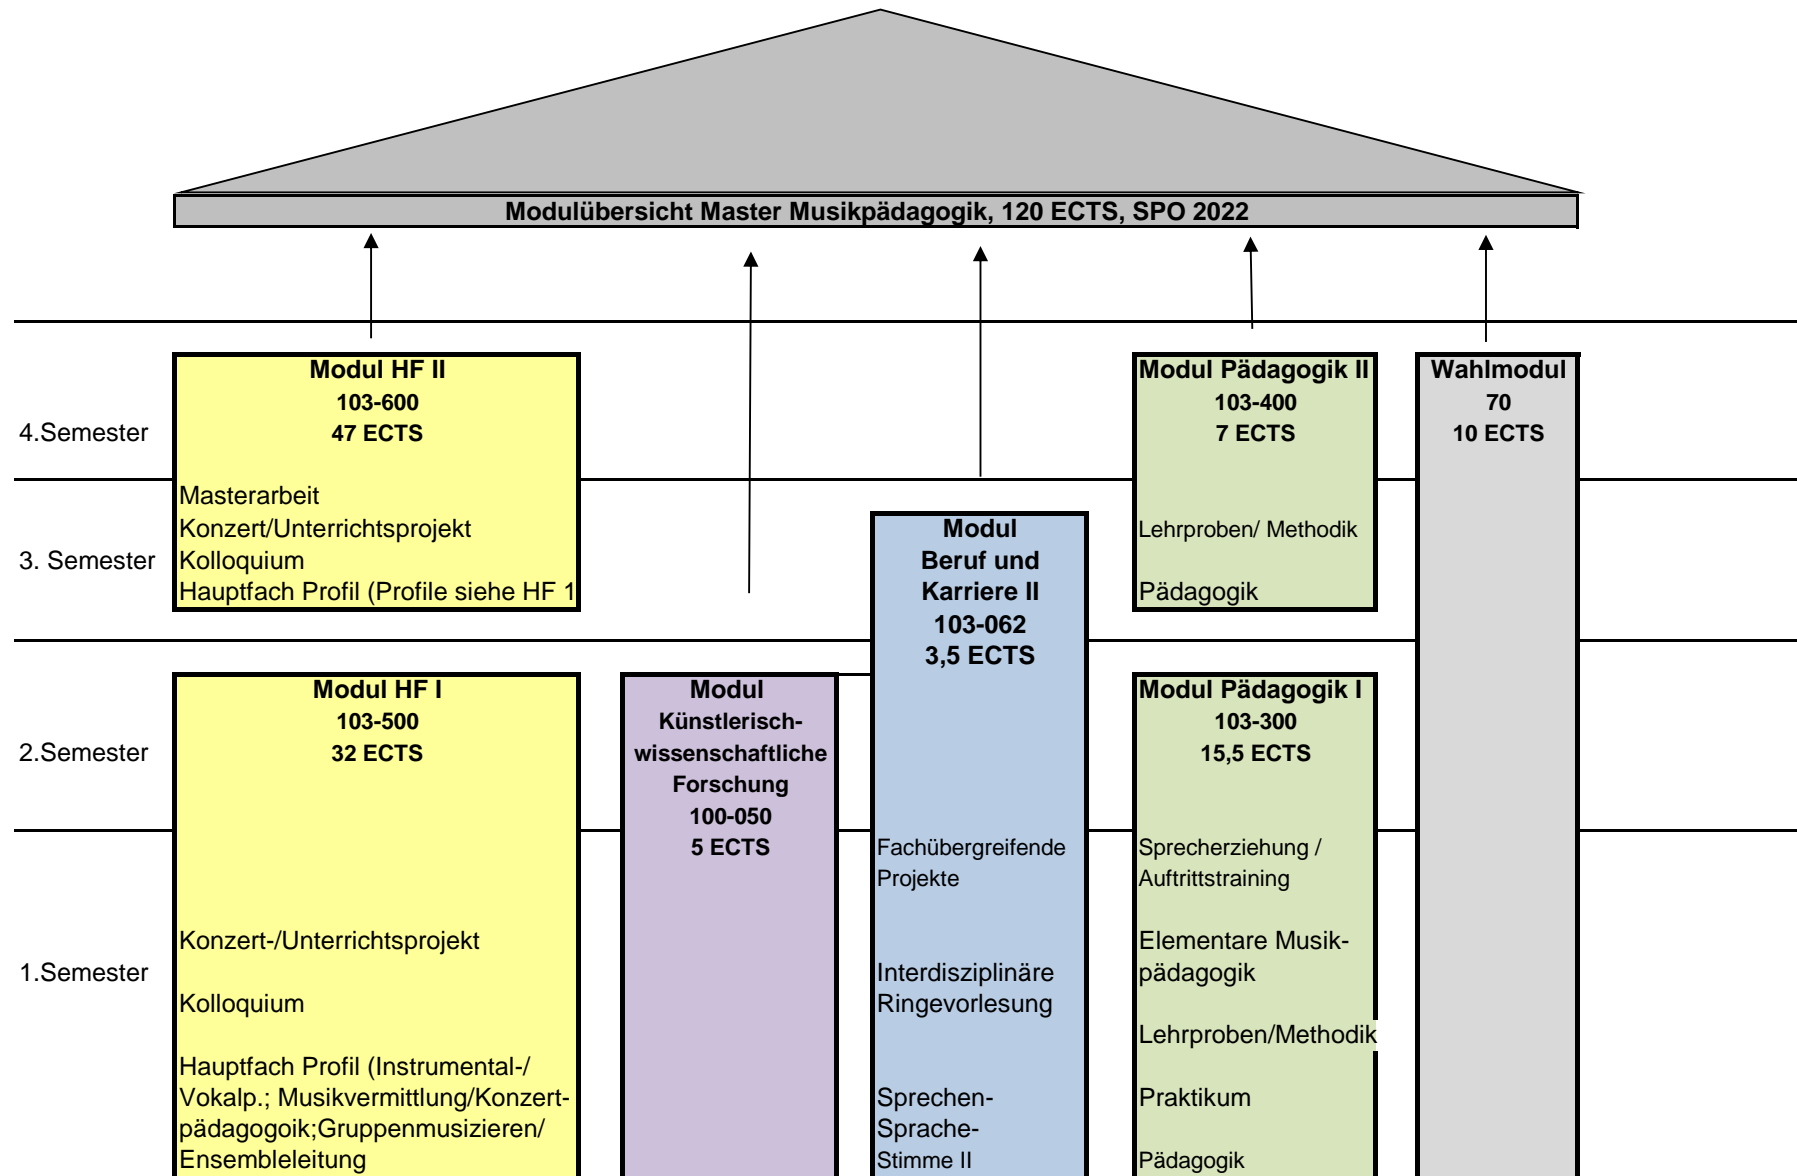 Modulübersicht Master Musikpädagogik, 120 ECTS, SPO 2022
4.Semester
3. Semester
2.Semester
1.Semester
Modul HF II
103-600
47 ECTS
Masterarbeit
Konzert/Unterrichtsprojekt
Kolloquium
Hauptfach Profil (Profile siehe HF 1
Modul HF I
103-500
32 ECTS
Konzert-/Unterrichtsprojekt
Kolloquium
Hauptfach Profil (Instrumental-/
Vokalp.; Musikvermittlung/Konzert-
pädagogoik;Gruppenmusizieren/
Ensembleleitung
Modul
Künstlerisch-
wissenschaftliche
Forschung
100-050
5 ECTS
Modul
Beruf und
Karriere II
103-062
3,5 ECTS
Fachübergreifende
Projekte
Interdisziplinäre
Ringevorlesung
Sprechen-
Sprache-
Stimme II
Modul Pädagogik II
103-400
7 ECTS
Lehrproben/ Methodik
Pädagogik
Modul Pädagogik I
103-300
15,5 ECTS
Sprecherziehung /
Auftrittstraining
Elementare Musik-
pädagogik
Lehrproben/Methodik
Praktikum
Pädagogik
Wahlmodul
70
10 ECTS